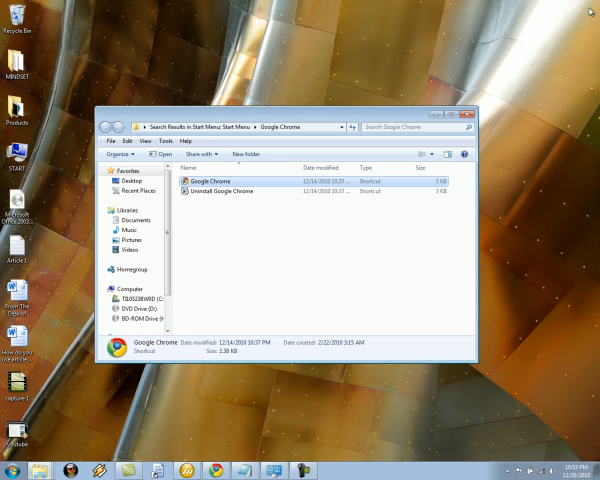 Recycle Bin
MINDSET
Products
START
Microsoft
Office 2003...
Article1
From The
Desk of
How do you
use article...
capture-1
youtube
Search Results in Start Menu; Start Menu
Google Chrome
Search Google Chrome
File Edit View Tools Help
Organize Open Share with New folder
Favorites
Desktop
Recent Places
Libraries
Documents
Music
Pictures
Videos
Homegroup
Computer
TI105238W0D (C:
DVD Drive (D:)
BD-ROM Drive (H
Name Date modified Type Size
Google Chrome 12/14/2010 10:37 ... Shortcut 3 KB
Uninstall Google Chrome 12/14/2010 10:37 ... Shortcut 3 KB
Google Chrome Date modified: 12/14/2010 10:37 PM Date created: 2/22/2010 3:15 AM
Shortcut Size: 2.38 KB
10:53 PM
12/20/2010